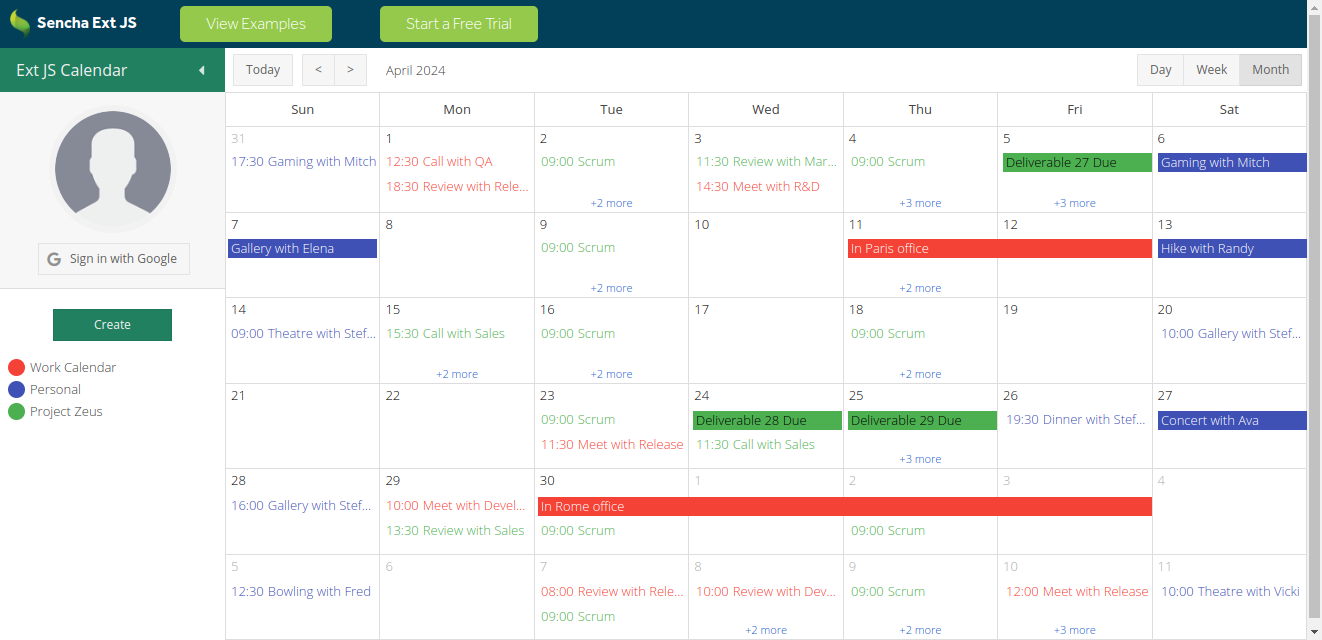 Sencha Ext JS
View Examples
Start a Free Trial
Ext JS Calendar
Today
<
>
April 2024
Day
Week
Month
Sign in with Google
Create
Work Calendar
Personal
Project Zeus
Sun
Mon
Tue
Wed
Thu
Fri
Sat
31
17:30 Gaming with Mitch
1
12:30 Call with QA
18:30 Review with Rele...
2
09:00 Scrum
+2 more
3
11:30 Review with Mar...
14:30 Meet with R&D
4
09:00 Scrum
+3 more
5
Deliverable 27 Due
+3 more
6
Gaming with Mitch
7
Gallery with Elena
8
9
09:00 Scrum
+2 more
10
11
In Paris office
+2 more
12
13
Hike with Randy
14
09:00 Theatre with Stef...
15
15:30 Call with Sales
+2 more
16
09:00 Scrum
+2 more
17
18
09:00 Scrum
+2 more
19
20
10:00 Gallery with Stef...
21
22
23
09:00 Scrum
11:30 Meet with Release
24
Deliverable 28 Due
11:30 Call with Sales
25
Deliverable 29 Due
+3 more
26
19:30 Dinner with Stef...
27
Concert with Ava
28
16:00 Gallery with Stef...
29
10:00 Meet with Devel...
13:30 Review with Sales
30
In Rome office
09:00 Scrum
1
2
09:00 Scrum
3
4
5
12:30 Bowling with Fred
6
7
08:00 Review with Rele...
09:00 Scrum
8
10:00 Review with Dev...
+2 more
9
09:00 Scrum
+2 more
10
12:00 Meet with Release
+3 more
11
10:00 Theatre with Vicki